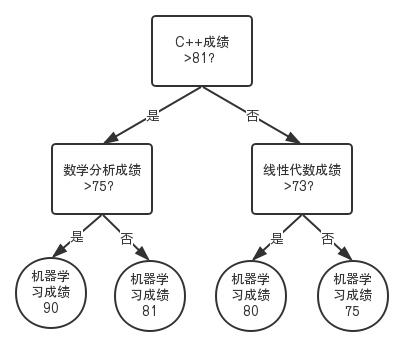 C++成绩
>81?
是
否
数学分析成绩
>75?
线性代数成绩
>73?
是
否
是
否
机器学
习成绩
90
机器学
习成绩
81
机器学
习成绩
80
机器学
习成绩
75